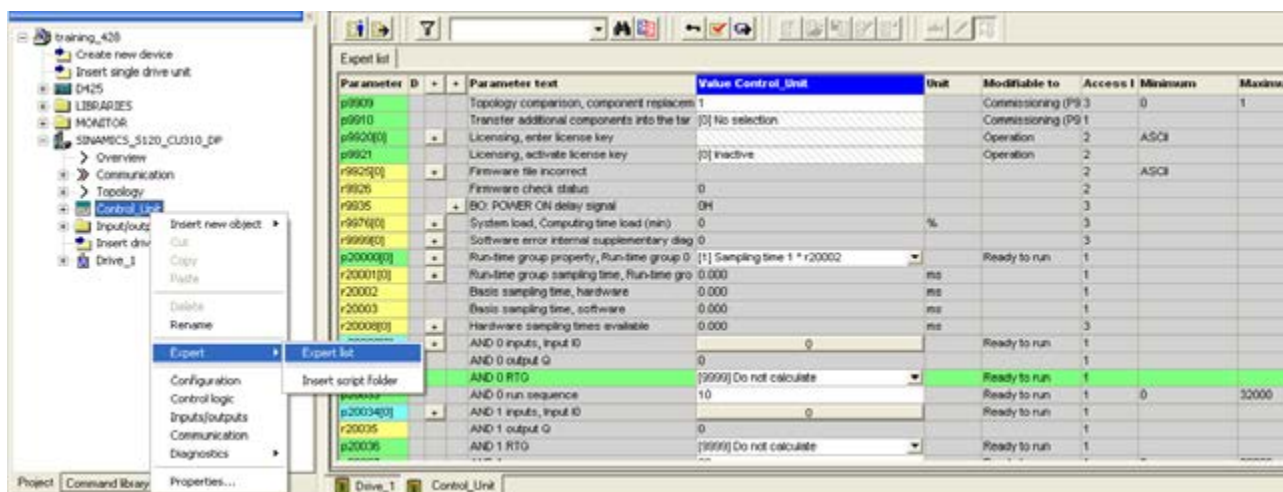 training_428
Create new device
Insert single drive unit
D425
LIBRARIES
MONITOR
SINAMICS_S120_CU310_DP
Overview
Communication
Topology
Control_Unit
Input/outp
Insert driv
Drive_1
Insert new object
Cut
Copy
Paste
Delete
Rename
Expert
Configuration
Control logic
Inputs/outputs
Communication
Diagnostics
Properties...
Expert list
Insert script folder
Project Command library
Expert list
Parameter D + + Parameter text Value Control_Unit Unit Modifiable to Access l Minimum Maximu
p9909 Topology comparison, component replacem 1 Commissioning (P9 3 0 1
p9910 Transfer additional components into the tar [0] No selection Commissioning (P9 1
p9920[0] + Licensing, enter license key Operation 2 ASCII
p9921 Licensing, activate license key [0] Inactive Operation 2
r9925[0] + Firmware file incorrect 2 ASCII
r9926 Firmware check status 0 2
r9935 + BO: POWER ON delay signal 0H 3
r9976[0] + System load, Computing time load (min) 0 % 3
r9999[0] + Software error internal supplementary diag 0 3
p20000[0] + Run-time group property, Run-time group 0 [1] Sampling time 1 * r20002 Ready to run 1
r20001[0] + Run-time group sampling time, Run-time gro 0.000 ms 1
r20002 Basis sampling time, hardware 0.000 ms 1
r20003 Basis sampling time, software 0.000 ms 1
r20008[0] + Hardware sampling times available 0.000 ms 3
+ AND 0 inputs, Input I0 0 Ready to run 1
AND 0 output Q 0 1
AND 0 RTG [9999] Do not calculate Ready to run 1
p20033 AND 0 run sequence 10 Ready to run 1 0 32000
p20034[0] + AND 1 inputs, Input I0 0 Ready to run 1
r20035 AND 1 output Q 0 1
p20036 AND 1 RTG [9999] Do not calculate Ready to run 1
Drive_1 Control_Unit